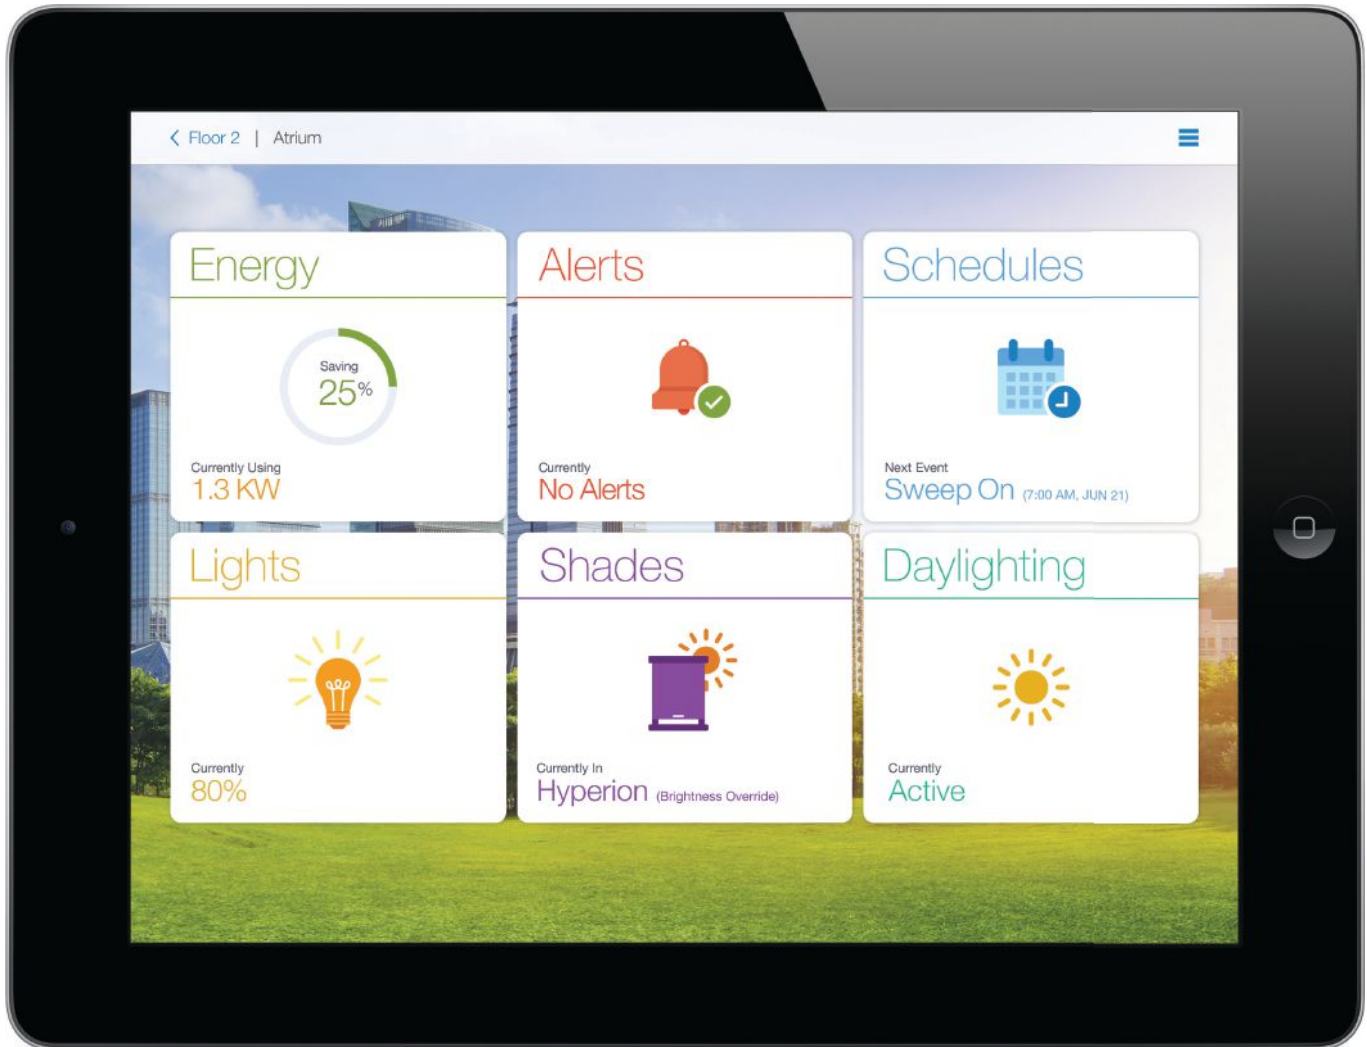 Floor 2 | Atrium
Energy
Saving
25%
Currently Using
1.3 KW
Alerts
Currently
No Alerts
Schedules
Next Event
Sweep On (7:00 AM, JUN 21)
Lights
Currently
80%
Shades
Currently In
Hyperion (Brightness Override)
Daylighting
Currently
Active